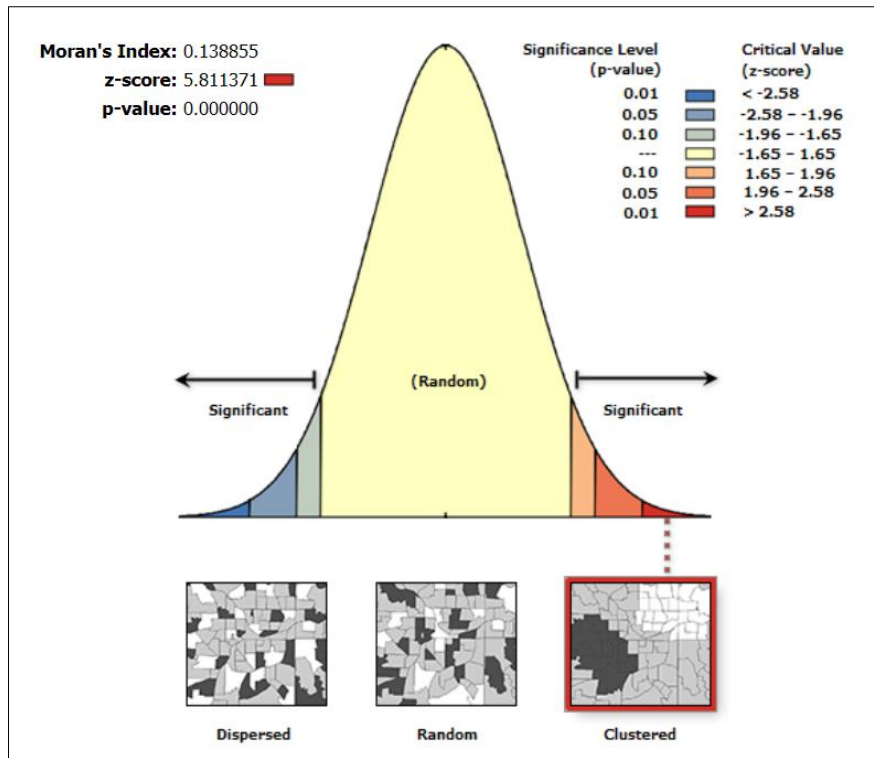 Moran's Index: 0.138855
z-score: 5.811371
p-value: 0.000000
Significance Level
(p-value)
Critical Value
(z-score)
0.01 < -2.58
0.05 -2.58 – -1.96
0.10 -1.96 – -1.65
--- -1.65 – 1.65
0.10 1.65 – 1.96
0.05 1.96 – 2.58
0.01 > 2.58
(Random)
Significant
Significant
Dispersed
Random
Clustered